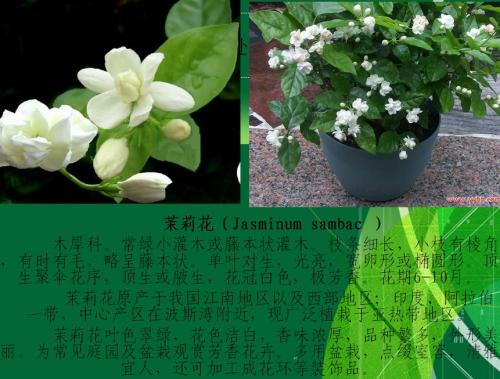 处
茉莉花（Jasminum sambac ）
木犀科。常绿小灌木或藤本状灌木。枝条细长，小枝有棱角
，有时有毛，略呈藤本状。单叶对生，光亮，宽卵形或椭圆形。顶
生聚伞花序，顶生或腋生，花冠白色，极芳香。花期6-10月。
茉莉花原产于我国江南地区以及西部地区；印度、阿拉伯
一带，中心产区在波斯湾附近，现广泛植于亚热带地区。
茉莉花叶色翠绿，花色洁白，香味浓厚，品种繁多，形美
丽。为常见庭园及盆栽观赏芳香花卉。多用盆栽，点缀室容，清雅
宜人，还可加工成花环等装饰品。